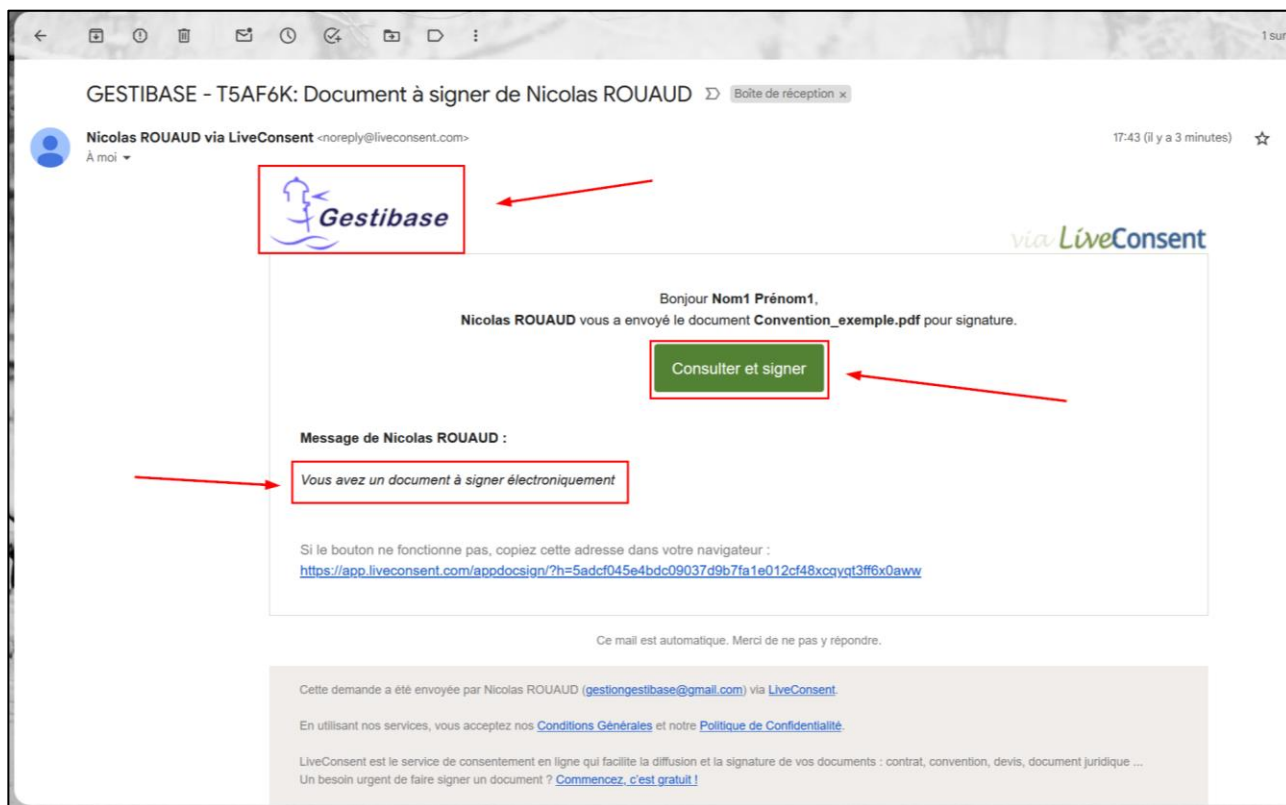 1 sur
GESTIBASE - T5AF6K: Document à signer de Nicolas ROUAUD Boîte de réception x
Nicolas ROUAUD via LiveConsent <noreply@liveconsent.com> 17:43 (il y a 3 minutes)
À moi
Gestibase
via LiveConsent
Bonjour Nom1 Prénom1,
Nicolas ROUAUD vous a envoyé le document Convention_exemple.pdf pour signature.
Consulter et signer
Message de Nicolas ROUAUD :
Vous avez un document à signer électroniquement
Si le bouton ne fonctionne pas, copiez cette adresse dans votre navigateur :
https://app.liveconsent.com/appdocsign/?h=5adcf045e4bdc09037d9b7fa1e012cf48xcqyqt3ff6x0aww
Ce mail est automatique. Merci de ne pas y répondre.
Cette demande a été envoyée par Nicolas ROUAUD (gestiongestibase@gmail.com) via LiveConsent.
En utilisant nos services, vous acceptez nos Conditions Générales et notre Politique de Confidentialité.
LiveConsent est le service de consentement en ligne qui facilite la diffusion et la signature de vos documents : contrat, convention, devis, document juridique ...
Un besoin urgent de faire signer un document ? Commencez, c'est gratuit !